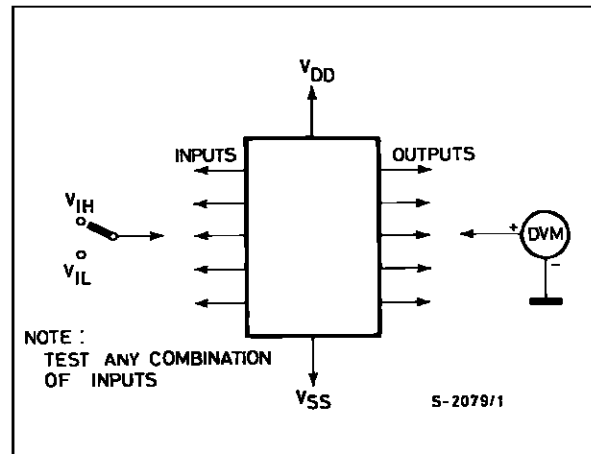 VDD
INPUTS
OUTPUTS
VIH
VIL
+
DVM
−
NOTE :
TEST ANY COMBINATION
OF INPUTS
VSS
S-2079/1